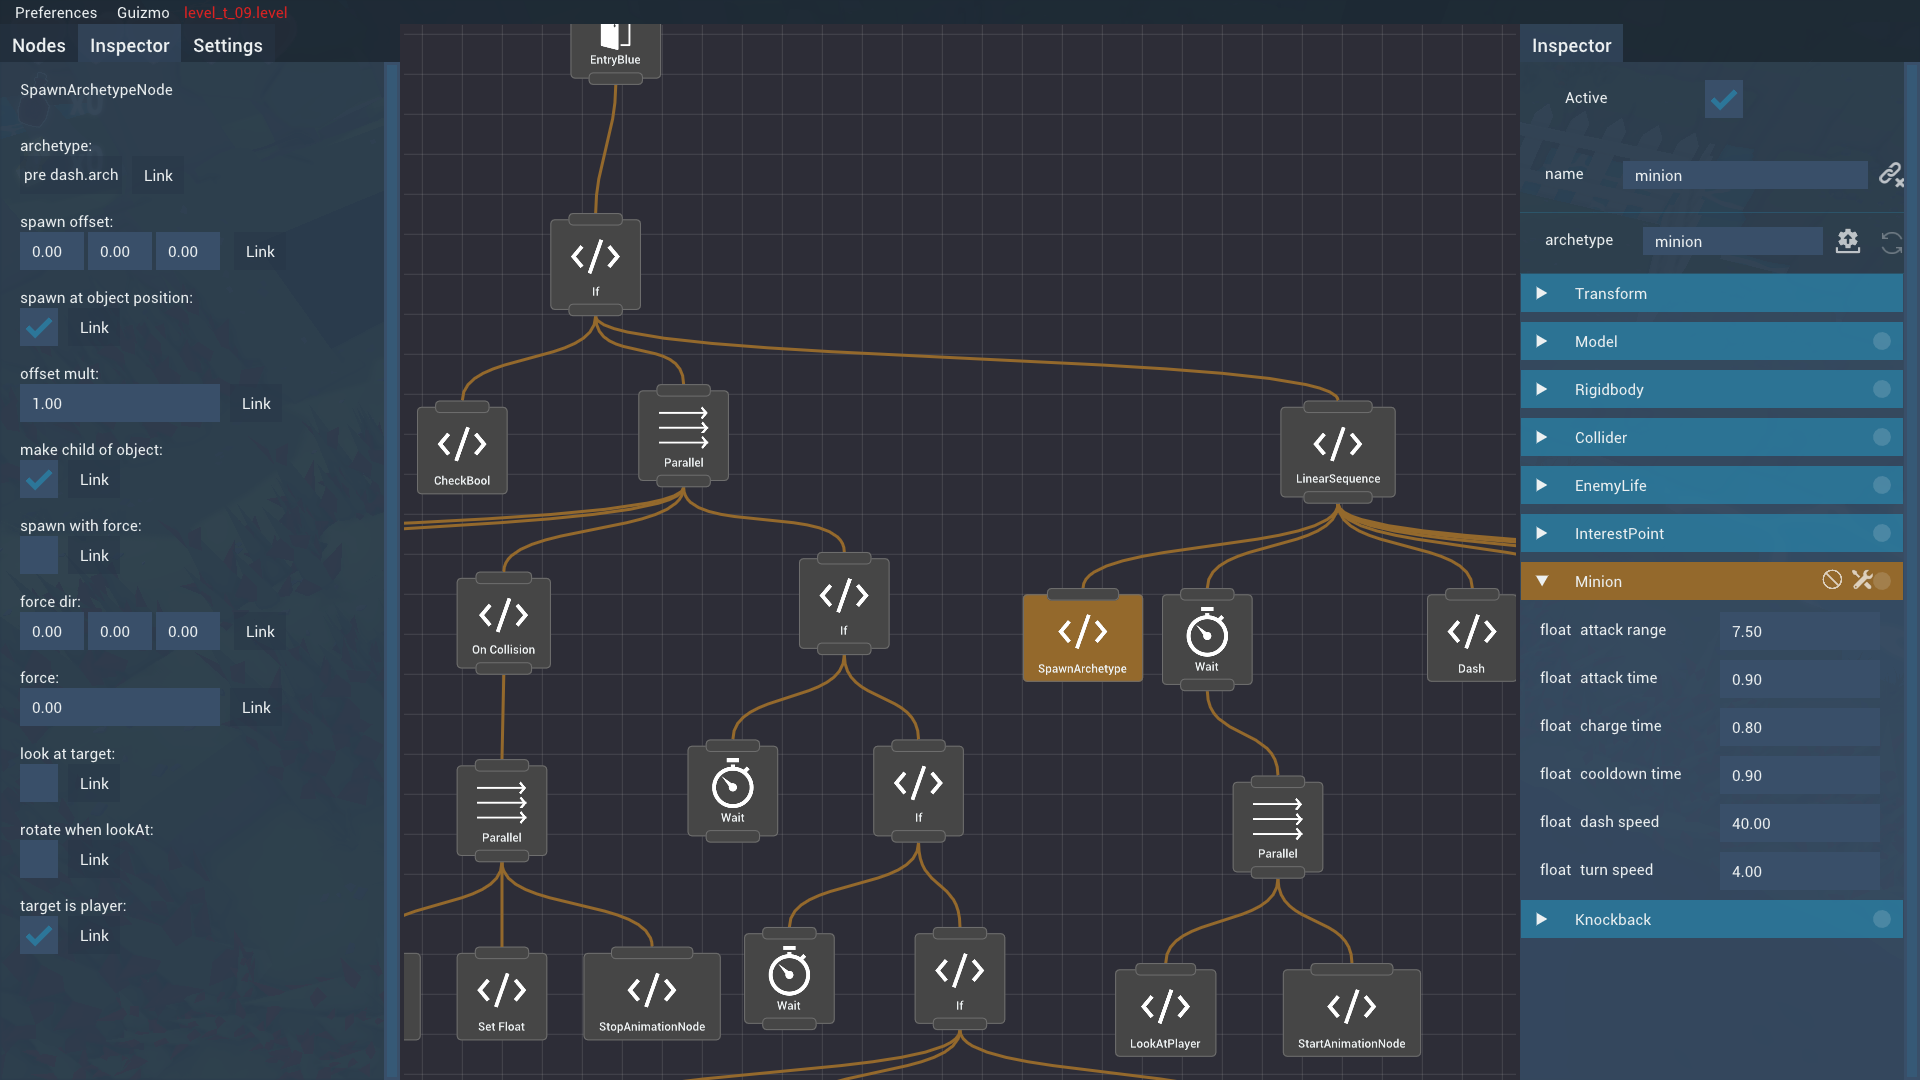 Preferences Guizmo level_t_09.level
Nodes Inspector Settings
SpawnArchetypeNode
archetype:
pre dash.arch Link
spawn offset:
0.00 0.00 0.00 Link
spawn at object position:
Link
offset mult:
1.00 Link
make child of object:
Link
spawn with force:
Link
force dir:
0.00 0.00 0.00 Link
force:
0.00 Link
look at target:
Link
rotate when lookAt:
Link
target is player:
Link
EntryBlue
If
CheckBool
Parallel
LinearSequence
On Collision
If
SpawnArchetype
Wait
Dash
Parallel
Wait
If
Parallel
Set Float
StopAnimationNode
Wait
If
LookAtPlayer
StartAnimationNode
Inspector
Active
name minion
archetype minion
Transform
Model
Rigidbody
Collider
EnemyLife
InterestPoint
Minion
float attack range 7.50
float attack time 0.90
float charge time 0.80
float cooldown time 0.90
float dash speed 40.00
float turn speed 4.00
Knockback